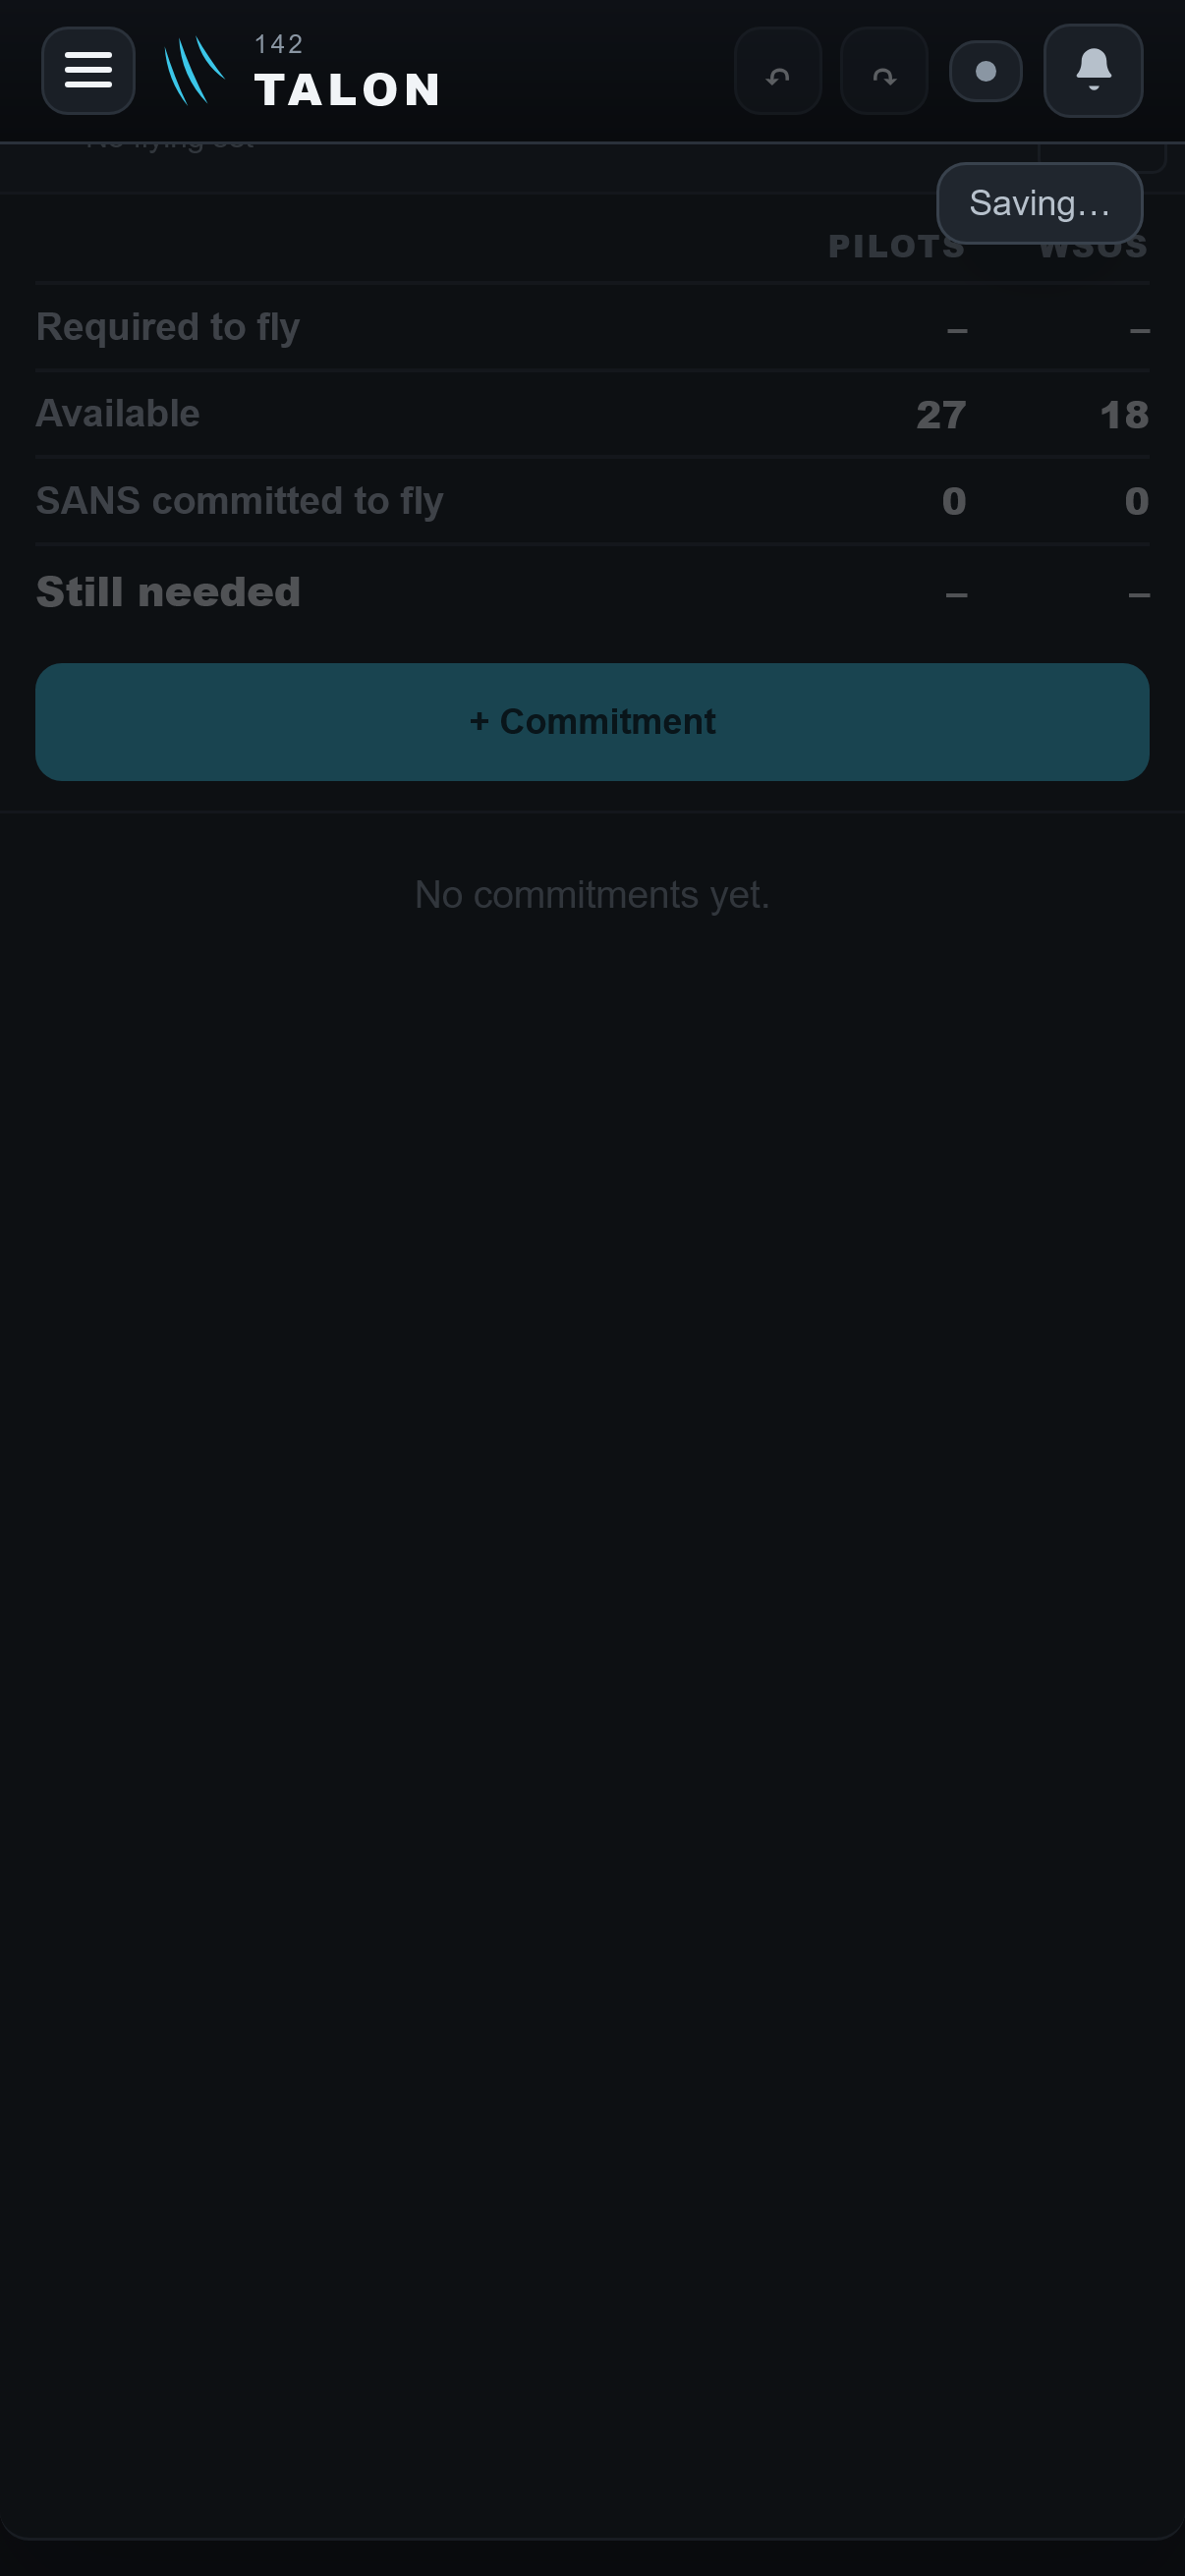 142
TALON
Saving...
PILOTS WSOS
Required to fly – –
Available 27 18
SANS committed to fly 0 0
Still needed – –
+ Commitment
No commitments yet.